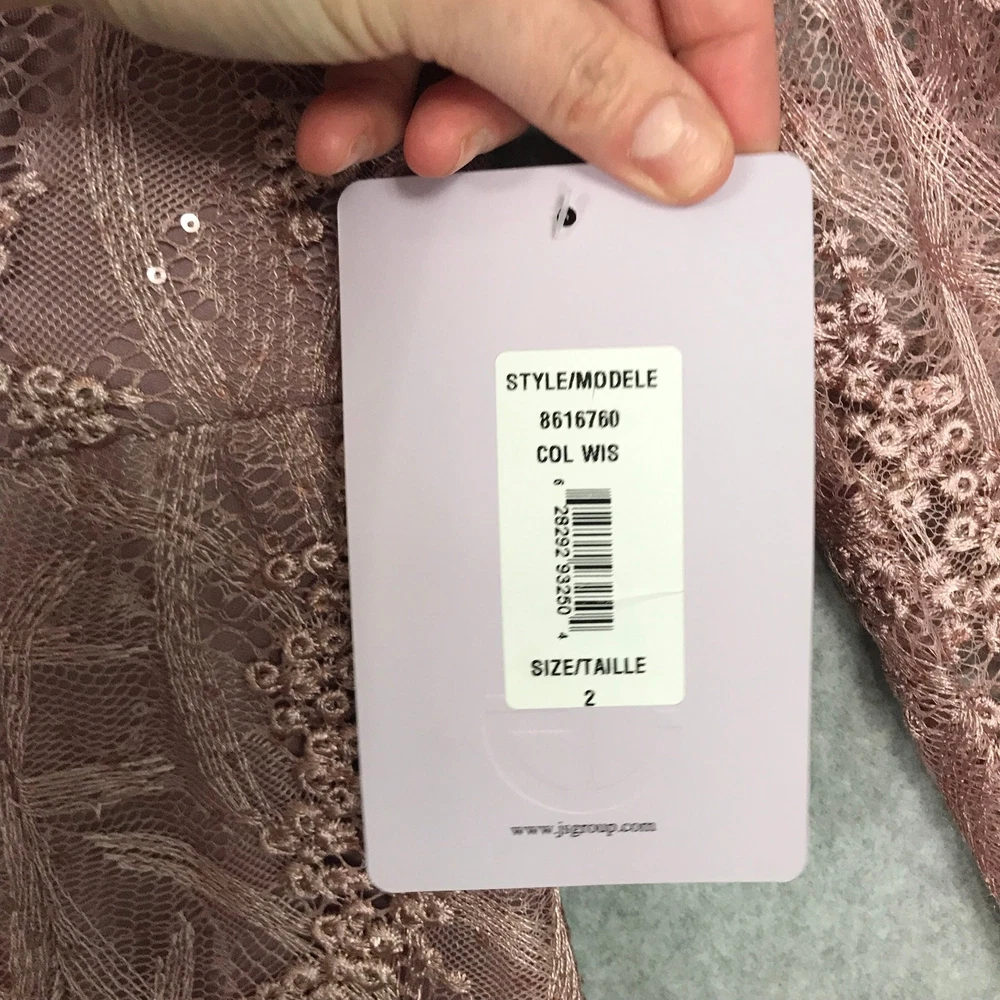 STYLE/MODELE
8616760
COL WIS
6 28292 93250 4
SIZE/TAILLE
2
www.jsgroup.com